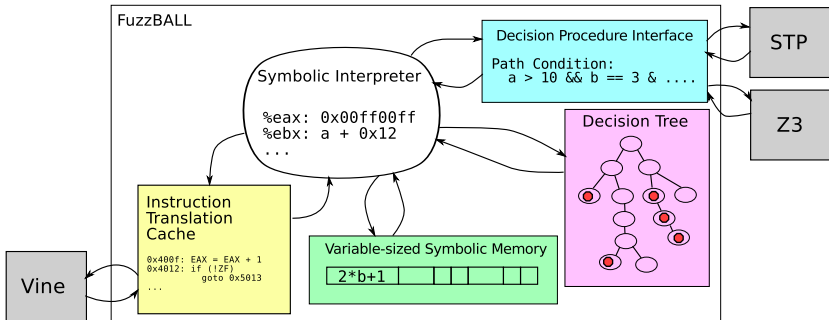 FuzzBALL
Decision Procedure Interface
Path Condition:
a > 10 && b == 3 & ....
STP
Z3
Symbolic Interpreter
%eax: 0x00ff00ff
%ebx: a + 0x12
...
Decision Tree
Instruction
Translation
Cache
0x400f: EAX = EAX + 1
0x4012: if (!ZF)
goto 0x5013
...
Variable-sized Symbolic Memory
2*b+1
Vine